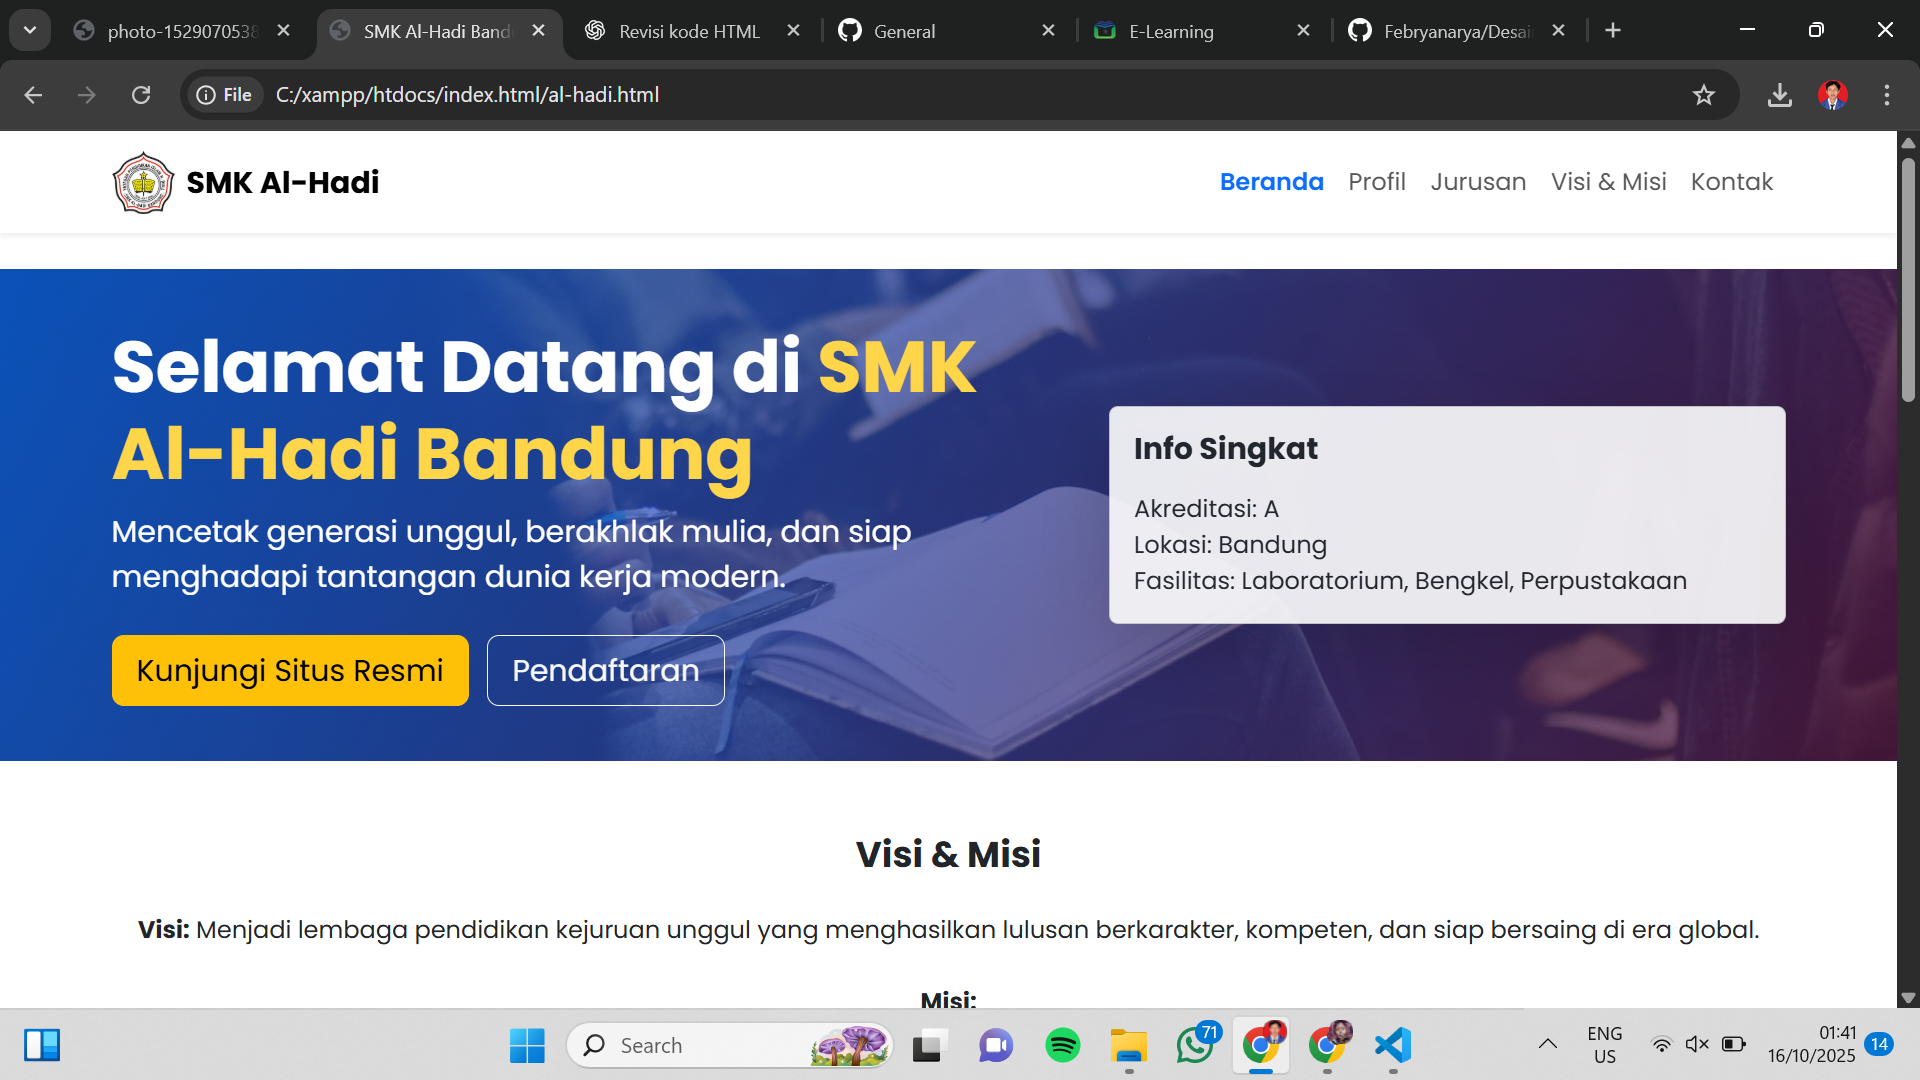 photo-152907053
SMK Al-Hadi Band
Revisi kode HTML
General
E-Learning
Febryanarya/Desai
File
C:/xampp/htdocs/index.html/al-hadi.html
SMK Al-Hadi
Beranda
Profil
Jurusan
Visi & Misi
Kontak
Selamat Datang di SMK
Al-Hadi Bandung
Mencetak generasi unggul, berakhlak mulia, dan siap
menghadapi tantangan dunia kerja modern.
Kunjungi Situs Resmi
Pendaftaran
Info Singkat
Akreditasi: A
Lokasi: Bandung
Fasilitas: Laboratorium, Bengkel, Perpustakaan
Visi & Misi
Visi: Menjadi lembaga pendidikan kejuruan unggul yang menghasilkan lulusan berkarakter, kompeten, dan siap bersaing di era global.
Misi:
Search
71
ENG
US
01:41
16/10/2025
14